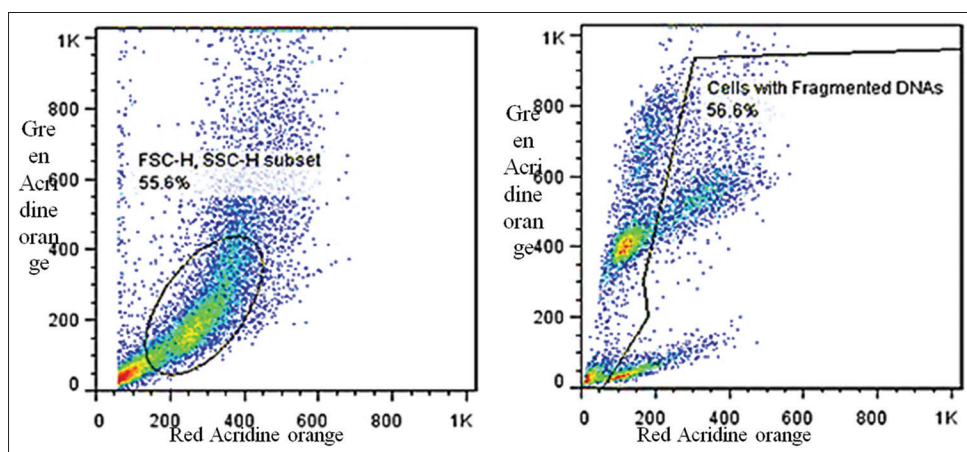 1K
800
600
400
200
0
Gre
en
Acri
dine
oran
ge
FSC-H, SSC-H subset
55.6%
0 200 400 600 800 1K
Red Acridine orange
1K
800
600
400
200
0
Gre
en
Acri
dine
oran
ge
Cells with Fragmented DNAs
56.6%
0 200 400 600 800 1K
Red Acridine orange